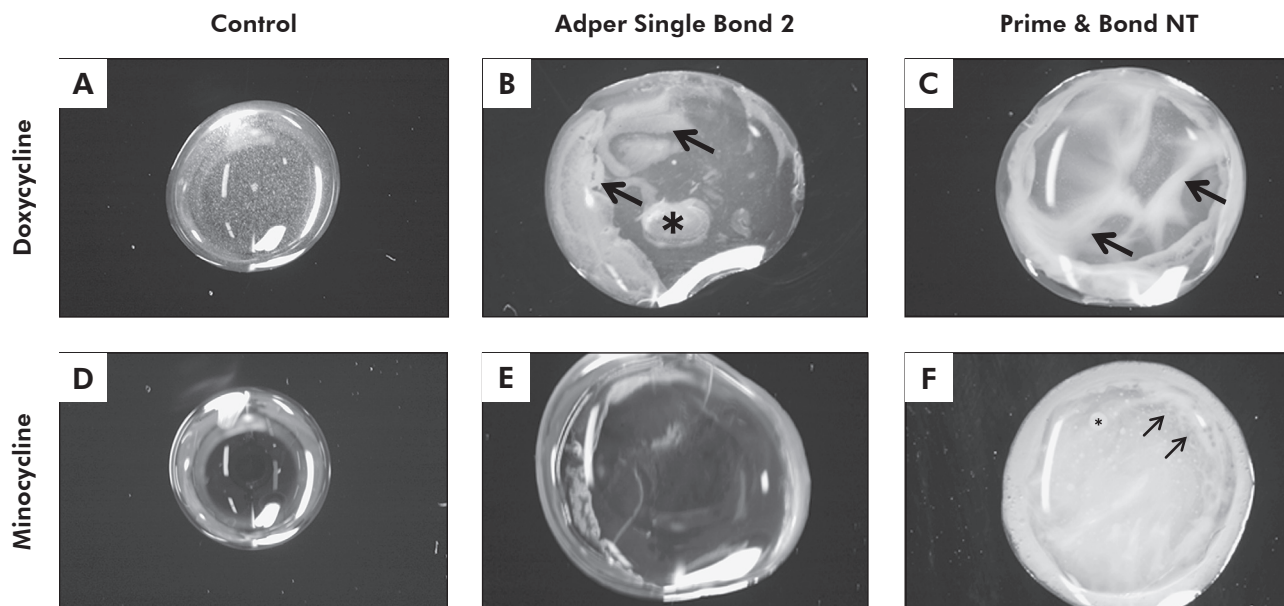 Control
Adper Single Bond 2
Prime & Bond NT
Doxycycline
A
B
*
C
Minocycline
D
E
F
*